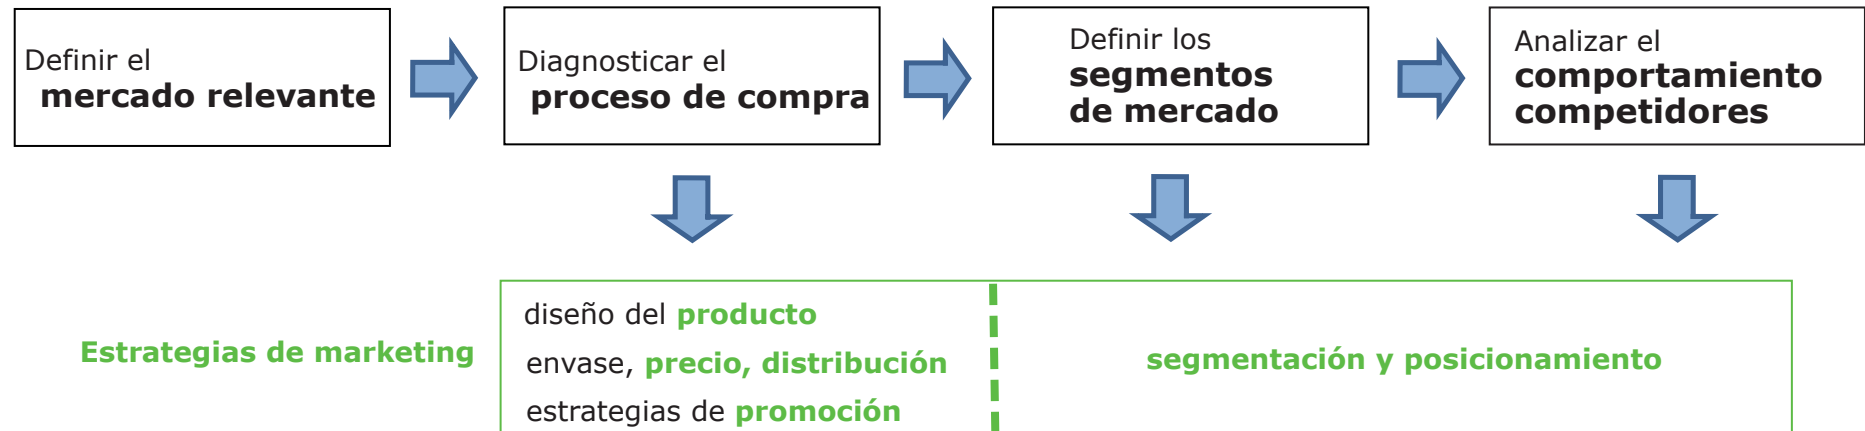 Definir el
mercado relevante
Diagnosticar el
proceso de compra
Definir los
segmentos
de mercado
Analizar el
comportamiento
competidores
Estrategias de marketing
diseño del producto
envase, precio, distribución
estrategias de promoción
segmentación y posicionamiento